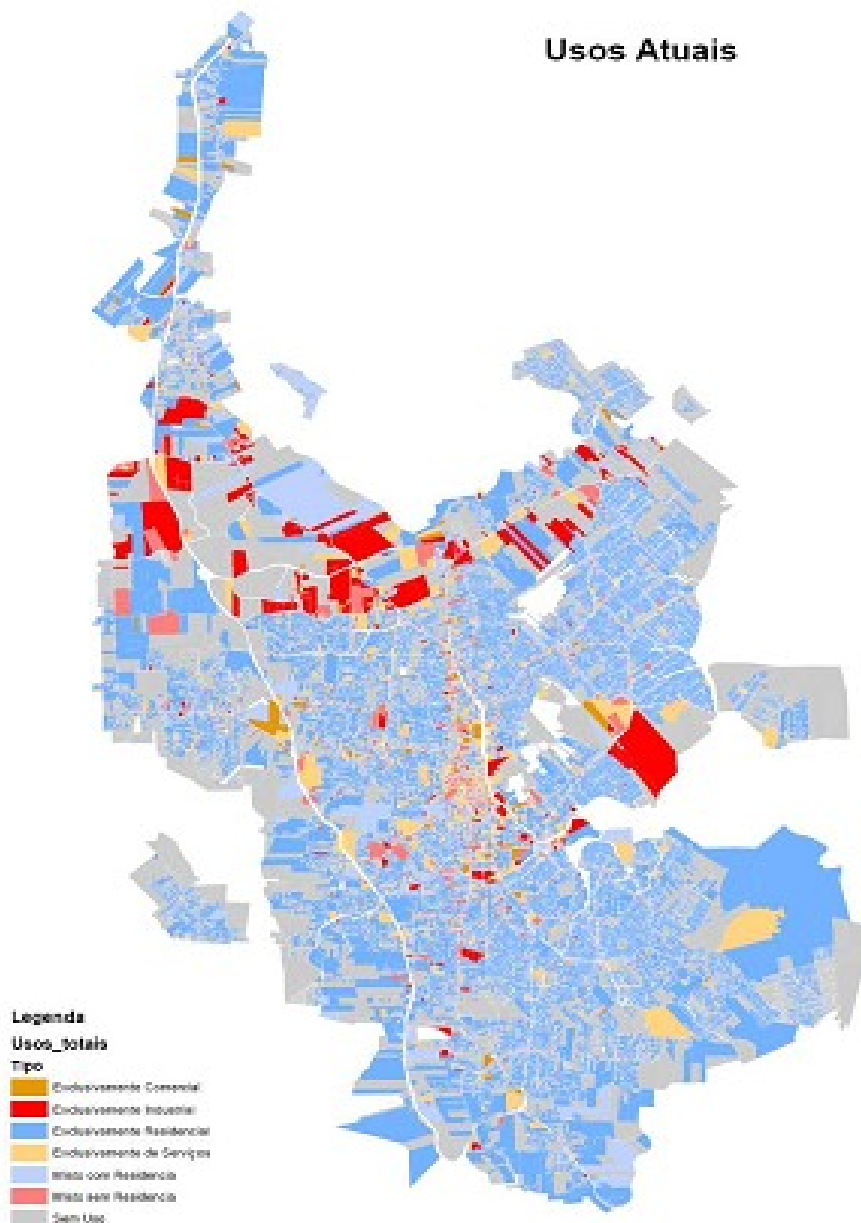 Usos Atuais
Legenda
Usos_totais
Tipo
Exclusivamente Comercial
Exclusivamente Industrial
Exclusivamente Residencial
Exclusivamente de Serviços
Misto com Residencia
Misto sem Residencia
Sem Uso